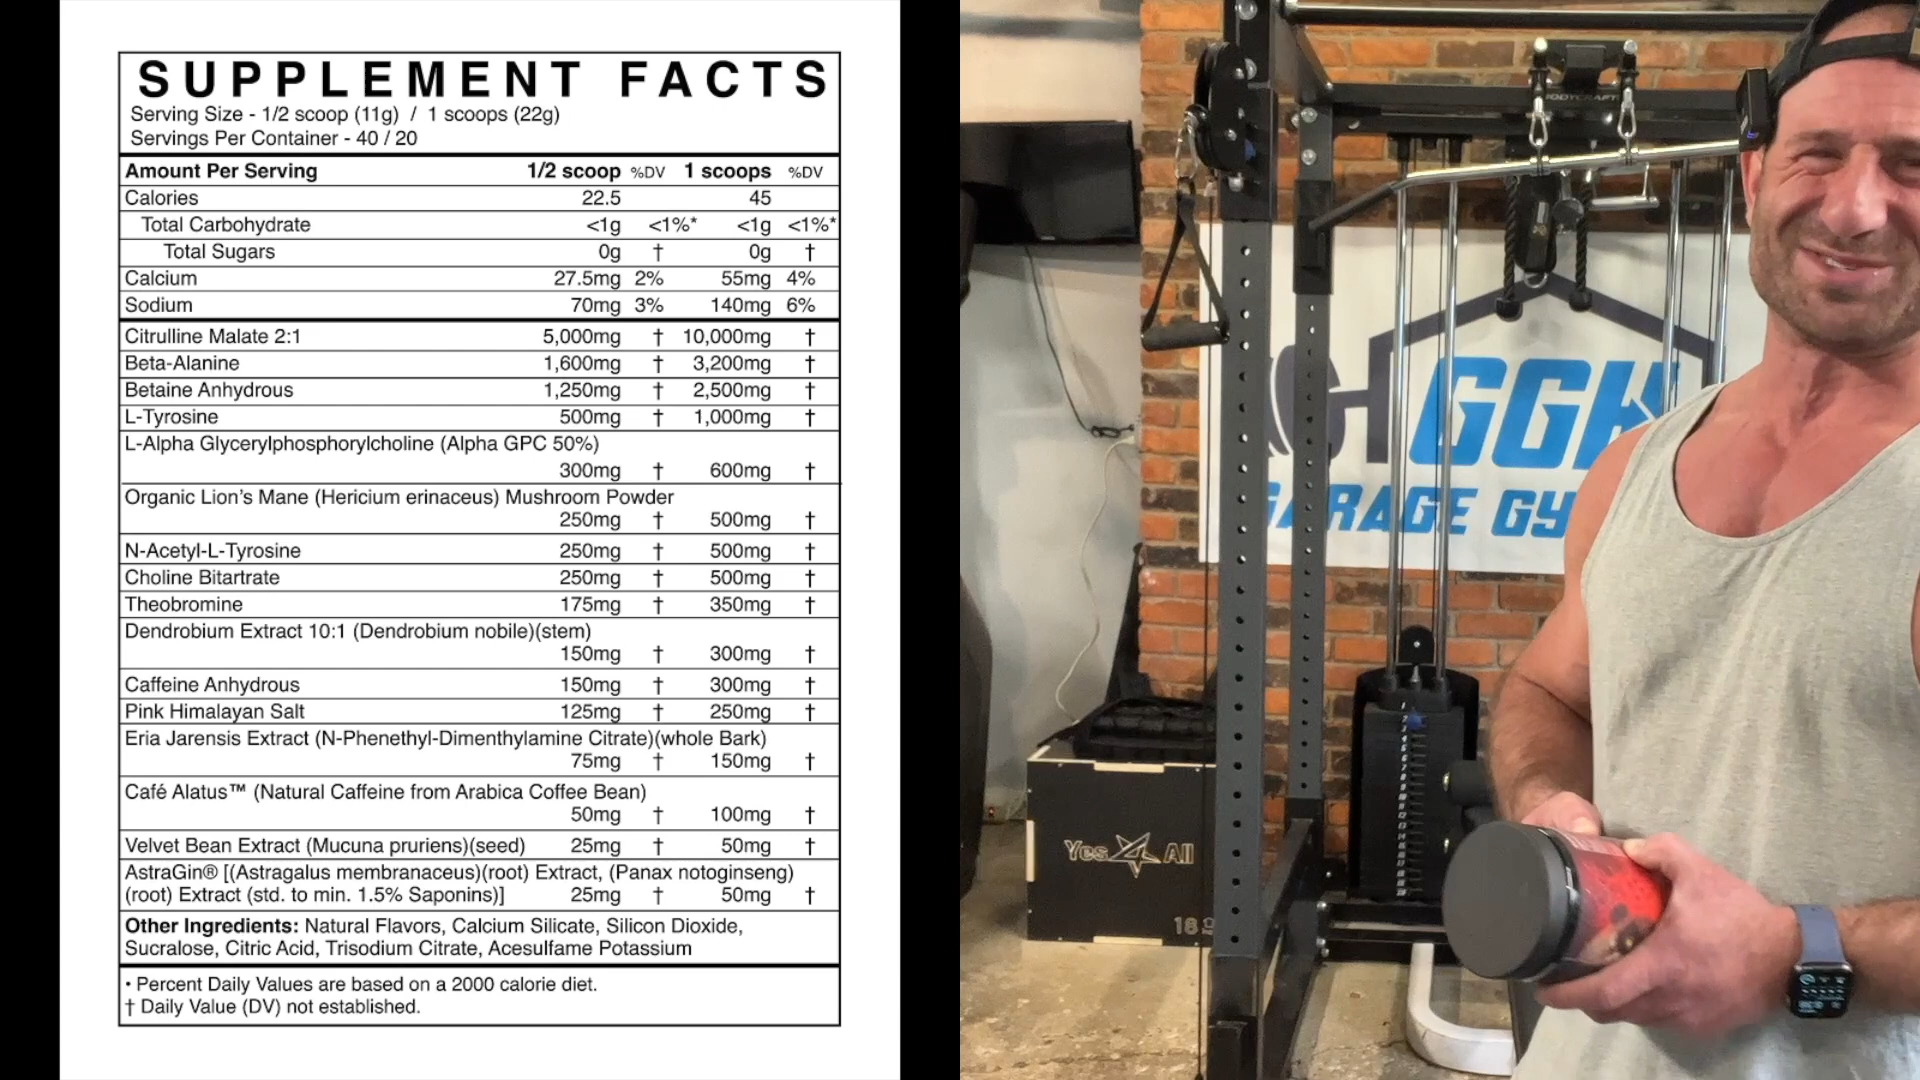 SUPPLEMENT FACTS
Serving Size - 1/2 scoop (11g) / 1 scoops (22g)
Servings Per Container - 40 / 20
Amount Per Serving 1/2 scoop %DV 1 scoops %DV
Calories 22.5 45
Total Carbohydrate <1g <1%* <1g <1%*
Total Sugars 0g † 0g †
Calcium 27.5mg 2% 55mg 4%
Sodium 70mg 3% 140mg 6%
Citrulline Malate 2:1 5,000mg † 10,000mg †
Beta-Alanine 1,600mg † 3,200mg †
Betaine Anhydrous 1,250mg † 2,500mg †
L-Tyrosine 500mg † 1,000mg †
L-Alpha Glycerylphosphorylcholine (Alpha GPC 50%)
300mg † 600mg †
Organic Lion's Mane (Hericium erinaceus) Mushroom Powder
250mg † 500mg †
N-Acetyl-L-Tyrosine 250mg † 500mg †
Choline Bitartrate 250mg † 500mg †
Theobromine 175mg † 350mg †
Dendrobium Extract 10:1 (Dendrobium nobile)(stem)
150mg † 300mg †
Caffeine Anhydrous 150mg † 300mg †
Pink Himalayan Salt 125mg † 250mg †
Eria Jarensis Extract (N-Phenethyl-Dimenthylamine Citrate)(whole Bark)
75mg † 150mg †
Café Alatus™ (Natural Caffeine from Arabica Coffee Bean)
50mg † 100mg †
Velvet Bean Extract (Mucuna pruriens)(seed) 25mg † 50mg †
AstraGin® [(Astragalus membranaceus)(root) Extract, (Panax notoginseng)
(root) Extract (std. to min. 1.5% Saponins)] 25mg † 50mg †
Other Ingredients: Natural Flavors, Calcium Silicate, Silicon Dioxide,
Sucralose, Citric Acid, Trisodium Citrate, Acesulfame Potassium
• Percent Daily Values are based on a 2000 calorie diet.
† Daily Value (DV) not established.
BODYCRAFT
GGR
GARAGE GY
Yes4All